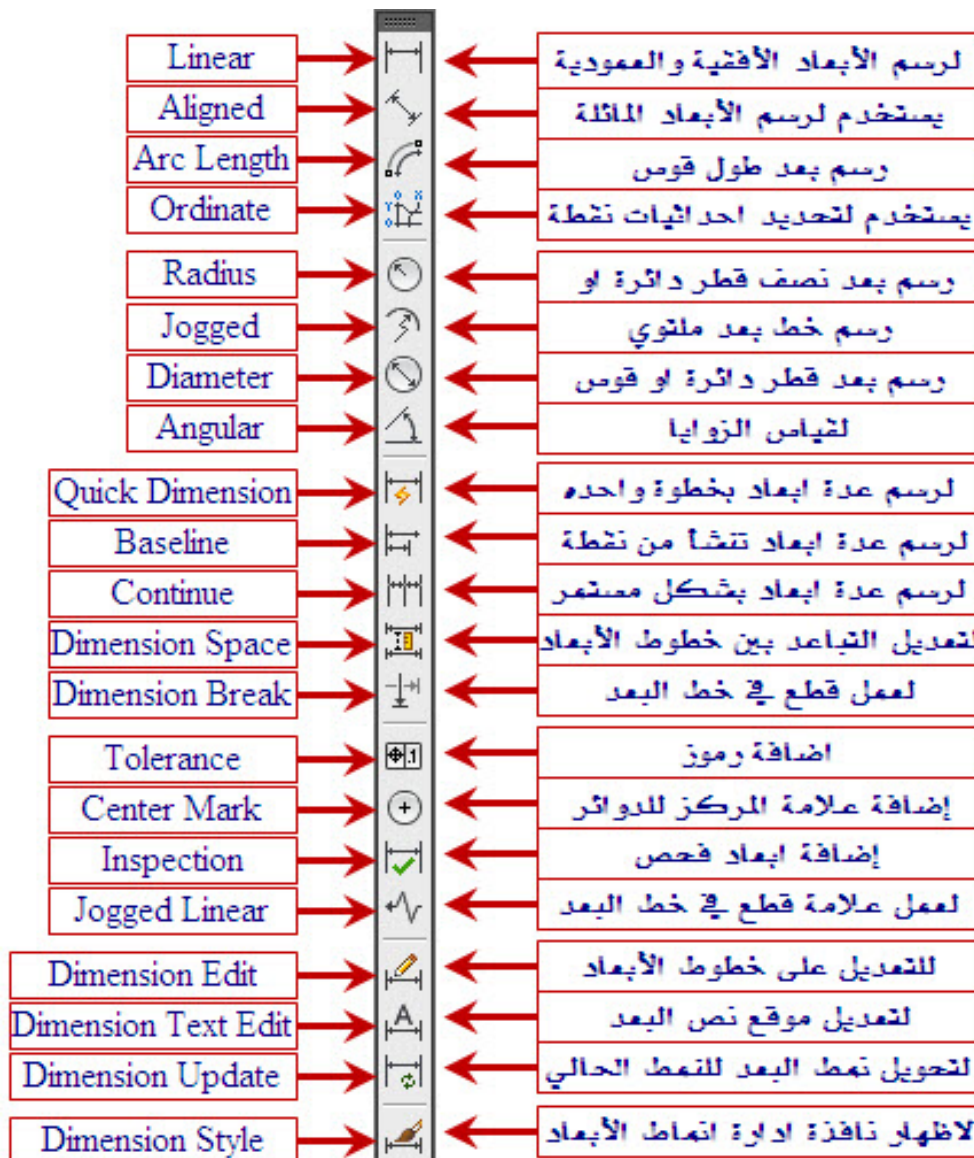 Linear لرسم الأبعاد الأفقية والعمودية
Aligned يستخدم لرسم الأبعاد المائلة
Arc Length رسم بعد طول قوس
Ordinate يستخدم لتحديد احداثيات نقطة
Radius رسم بعد نصف قطر دائرة او
Jogged رسم خط بعد ملتوي
Diameter رسم بعد قطر دائرة او قوس
Angular لقياس الزوايا
Quick Dimension لرسم عدة ابعاد بخطوة واحده
Baseline لرسم عدة ابعاد تنشأ من نقطة
Continue لرسم عدة ابعاد بشكل مستمر
Dimension Space لتعديل التباعد بين خطوط الأبعاد
Dimension Break لعمل قطع في خط البعد
Tolerance اضافة رموز
Center Mark إضافة علامة المركز للدوائر
Inspection إضافة ابعاد فحص
Jogged Linear لعمل علامة قطع في خط البعد
Dimension Edit للتعديل على خطوط الأبعاد
Dimension Text Edit لتعديل موقع نص البعد
Dimension Update لتحويل نمط البعد للنمط الحالي
Dimension Style لاظهار نافذة ادارة انماط الأبعاد